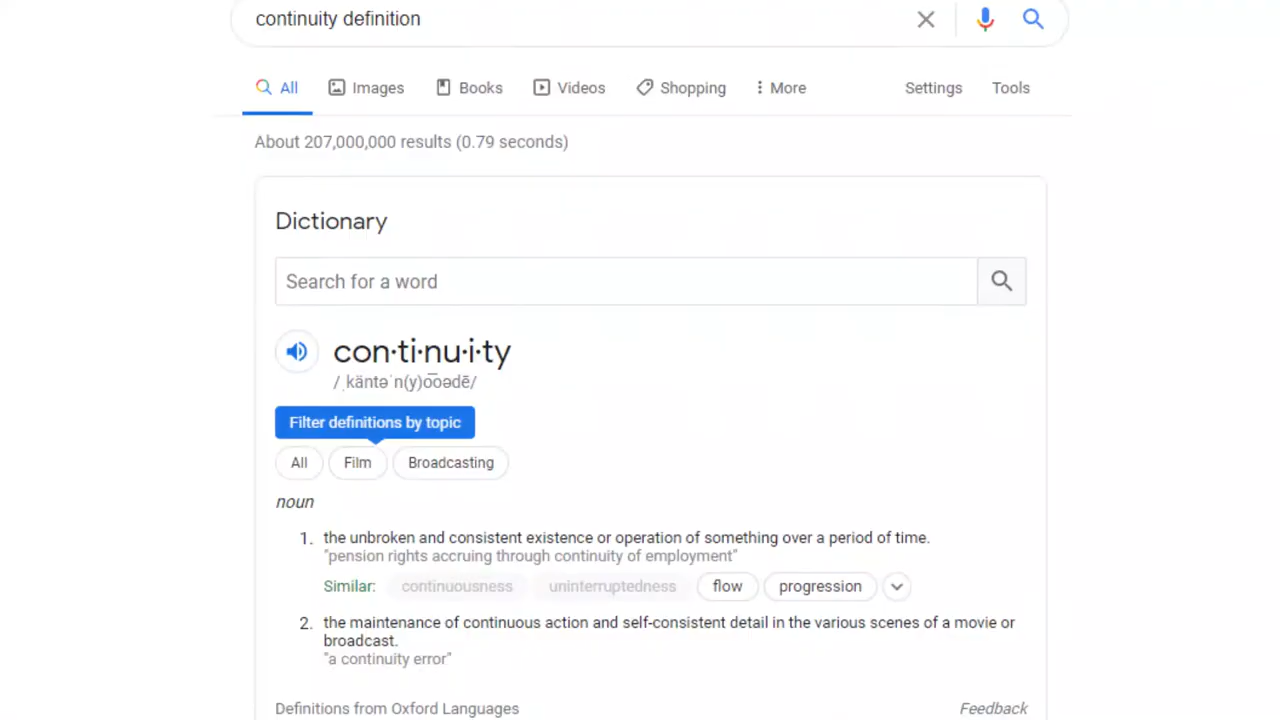 continuity definition
All Images Books Videos Shopping More Settings Tools
About 207,000,000 results (0.79 seconds)
Dictionary
Search for a word
con·ti·nu·i·ty
/ˌkäntəˈn(y)o͞oədē/
Filter definitions by topic
All Film Broadcasting
noun
1. the unbroken and consistent existence or operation of something over a period of time.
"pension rights accruing through continuity of employment"
Similar: continuousness uninterruptedness flow progression
2. the maintenance of continuous action and self-consistent detail in the various scenes of a movie or
broadcast.
"a continuity error"
Definitions from Oxford Languages Feedback